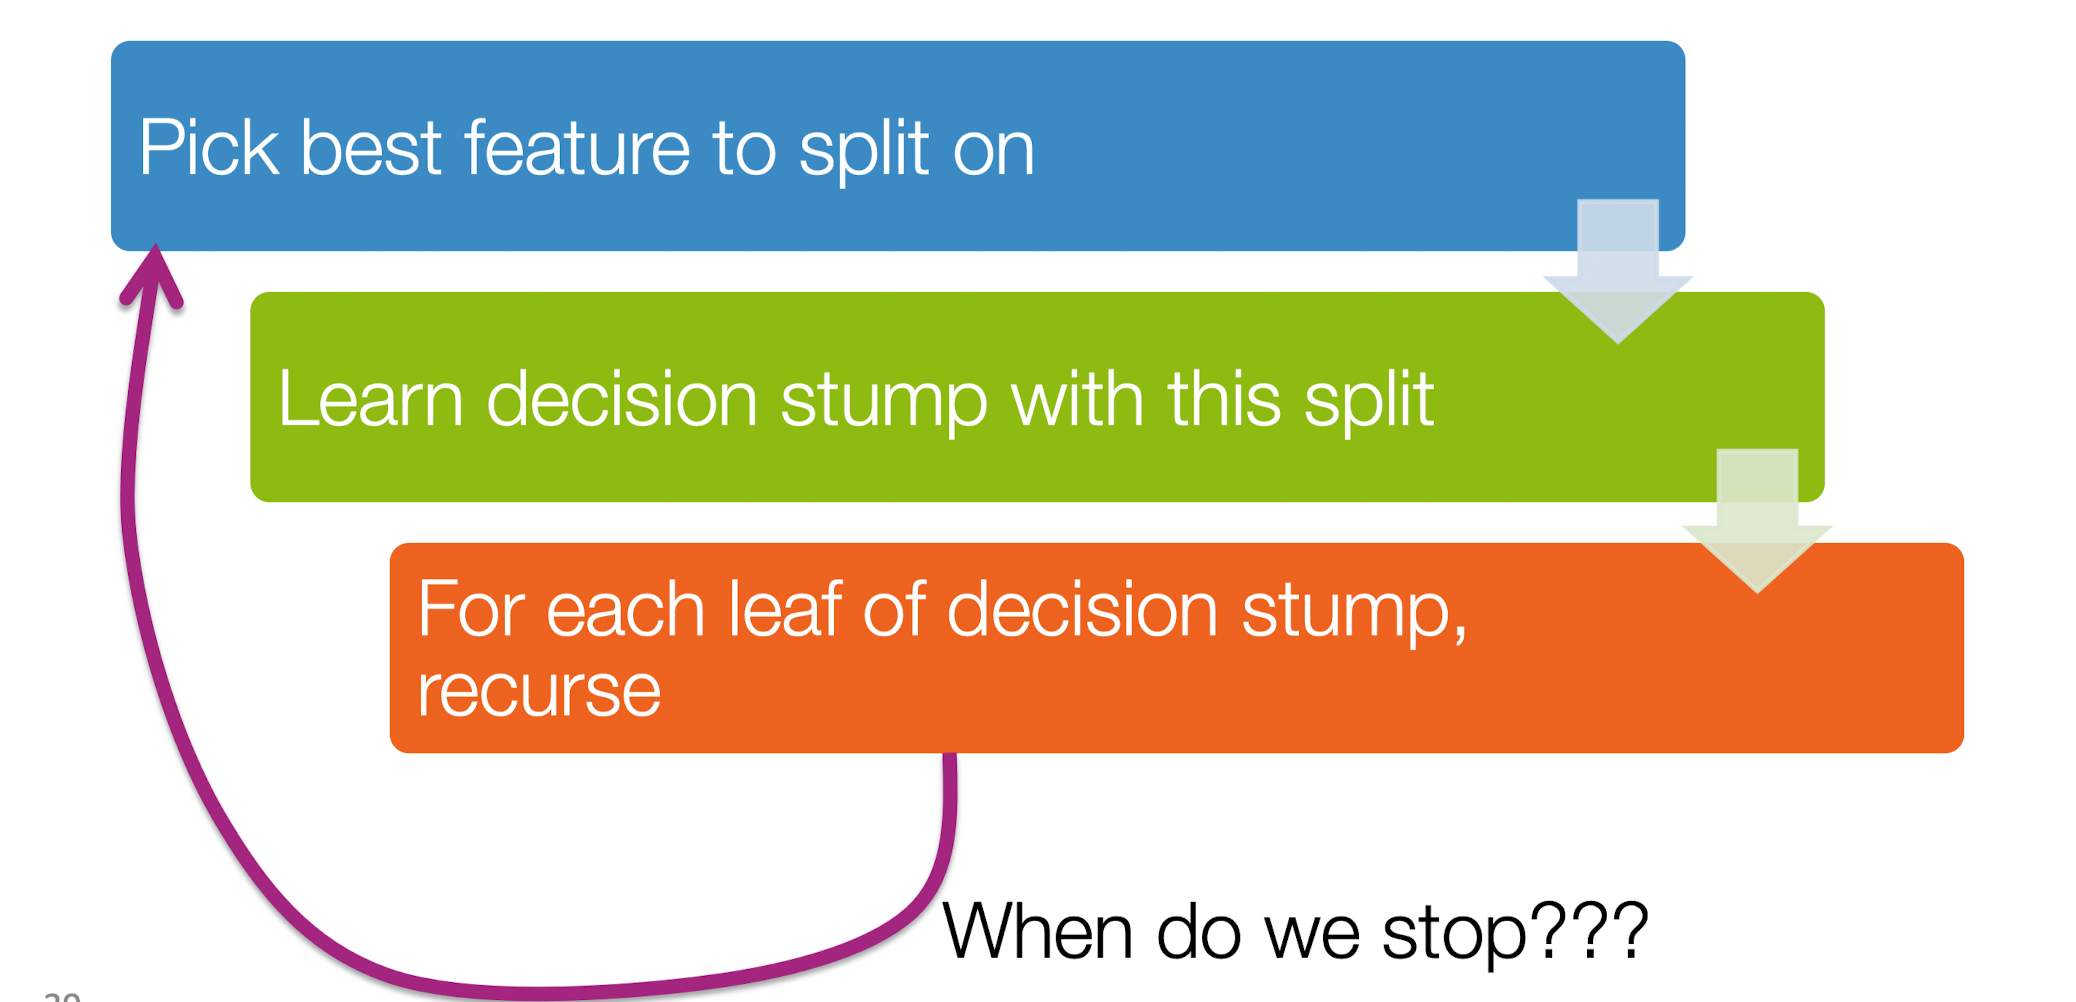 Pick best feature to split on
Learn decision stump with this split
For each leaf of decision stump,
recurse
When do we stop???